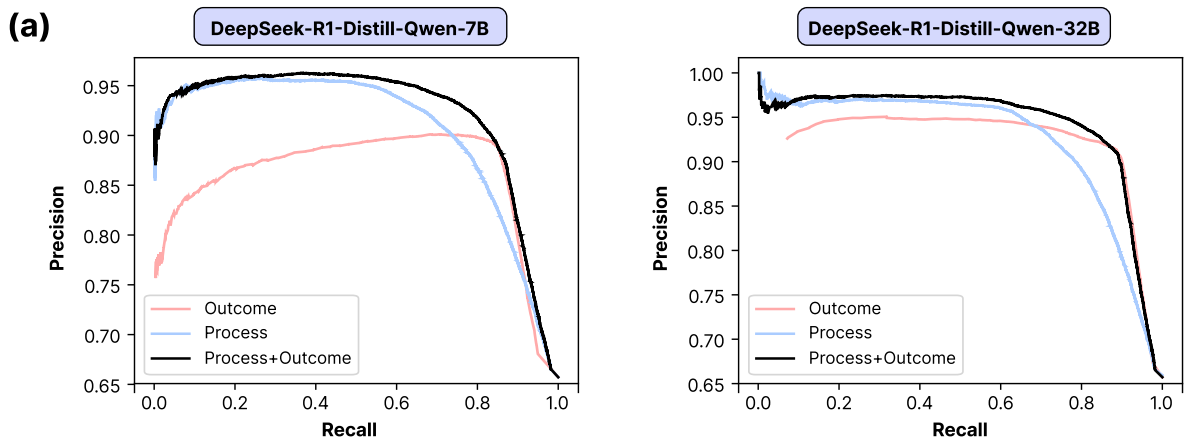 (a)
DeepSeek-R1-Distill-Qwen-7B
Precision
0.95
0.90
0.85
0.80
0.75
0.70
0.65
Outcome
Process
Process+Outcome
0.0 0.2 0.4 0.6 0.8 1.0
Recall
DeepSeek-R1-Distill-Qwen-32B
Precision
1.00
0.95
0.90
0.85
0.80
0.75
0.70
0.65
Outcome
Process
Process+Outcome
0.0 0.2 0.4 0.6 0.8 1.0
Recall